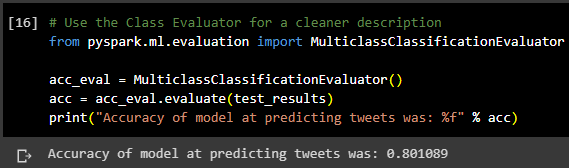 [16] # Use the Class Evaluator for a cleaner description
from pyspark.ml.evaluation import MulticlassClassificationEvaluator
acc_eval = MulticlassClassificationEvaluator()
acc = acc_eval.evaluate(test_results)
print("Accuracy of model at predicting tweets was: %f" % acc)
Accuracy of model at predicting tweets was: 0.801089